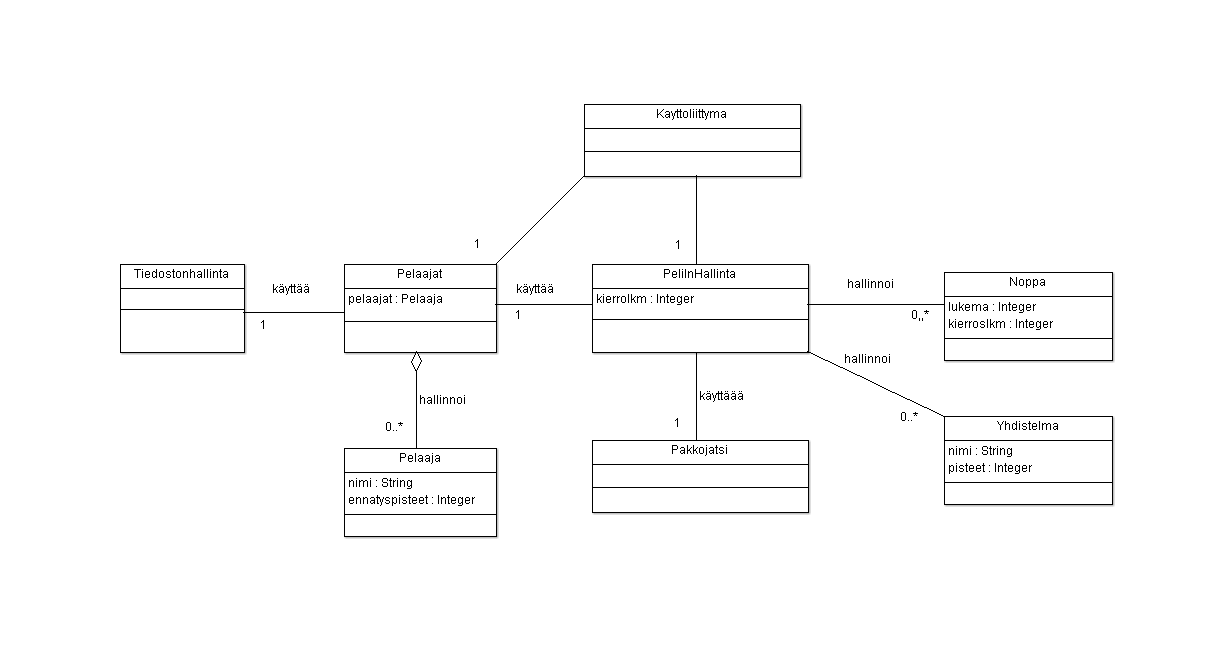 Kayttoliittyma
1
1
Tiedostonhallinta
käyttää
1
Pelaajat
pelaajat : Pelaaja
käyttää
1
PeliInHallinta
kierrolkm : Integer
hallinnoi
0,,*
Noppa
lukema : Integer
kierroslkm : Integer
hallinnoi
0..*
hallinnoi
0..*
käyttäää
1
Yhdistelma
nimi : String
pisteet : Integer
Pakkojatsi
Pelaaja
nimi : String
ennatyspisteet : Integer